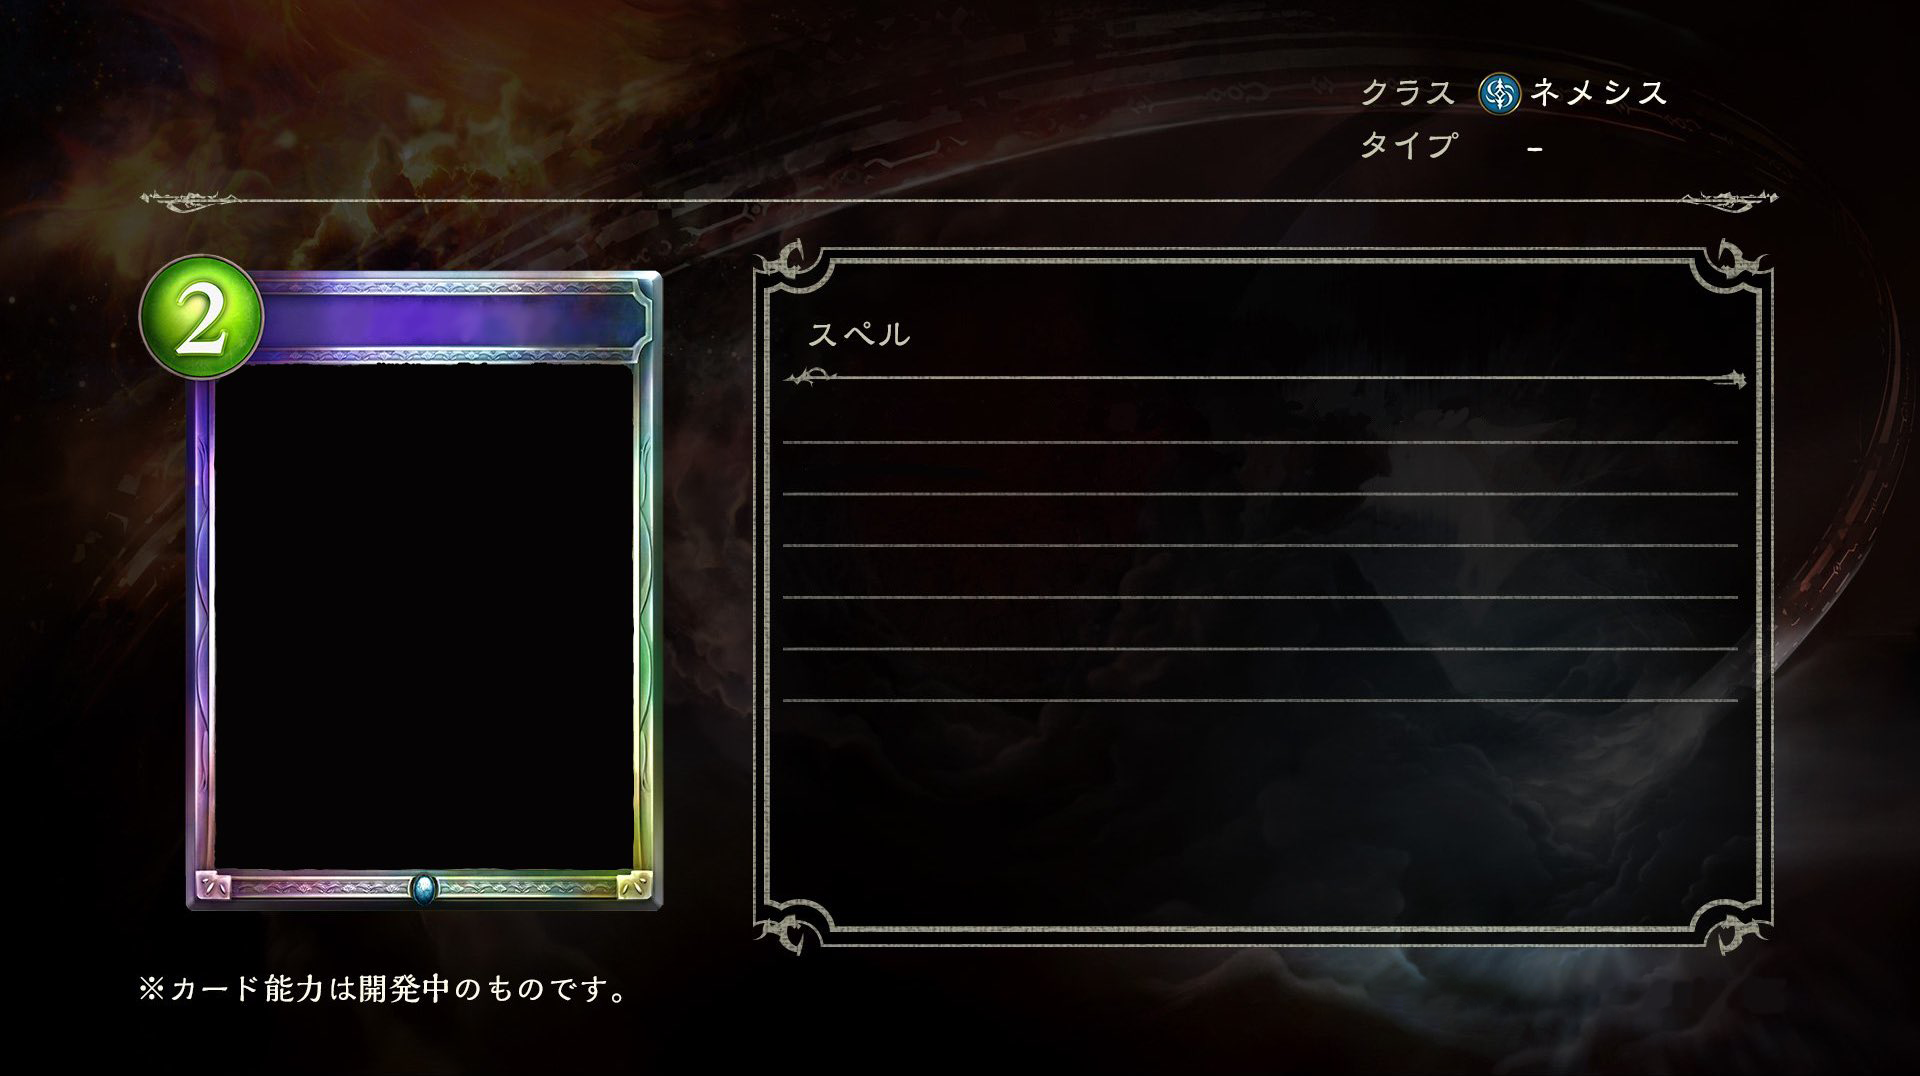 クラス ネメシス
タイプ -
2
スペル
※カード能力は開発中のものです。